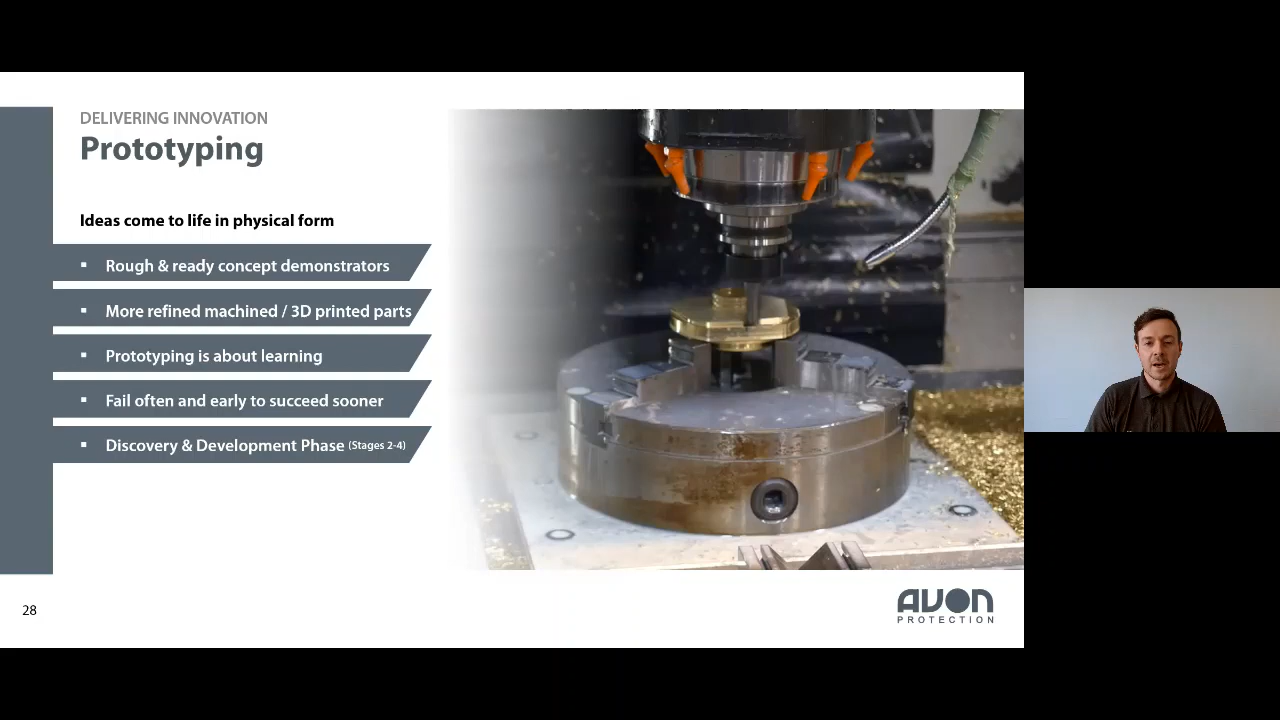 DELIVERING INNOVATION
Prototyping
Ideas come to life in physical form
▪ Rough & ready concept demonstrators
▪ More refined machined / 3D printed parts
▪ Prototyping is about learning
▪ Fail often and early to succeed sooner
▪ Discovery & Development Phase (Stages 2-4)
28
AVON
PROTECTION